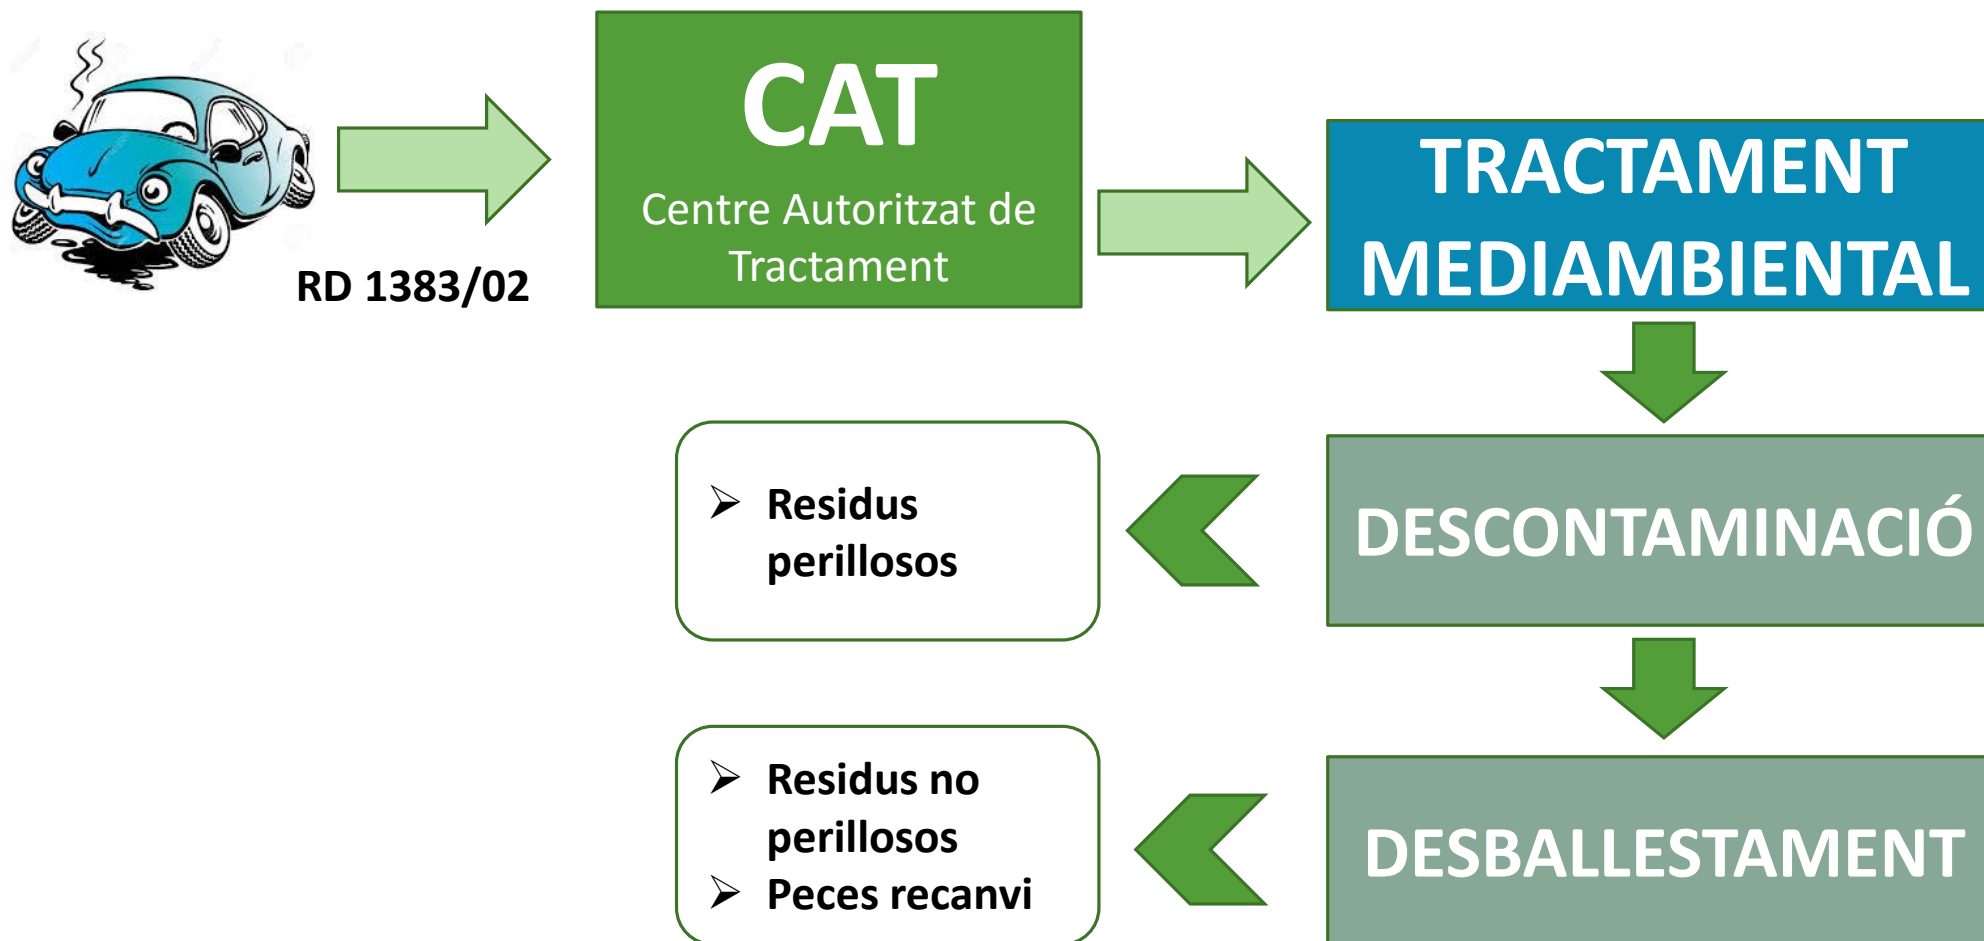 CAT
Centre Autoritzat de
Tractament
RD 1383/02
TRACTAMENT
MEDIAMBIENTAL
➢ Residus
perillosos
DESCONTAMINACIÓ
➢ Residus no
perillosos
➢ Peces recanvi
DESBALLESTAMENT